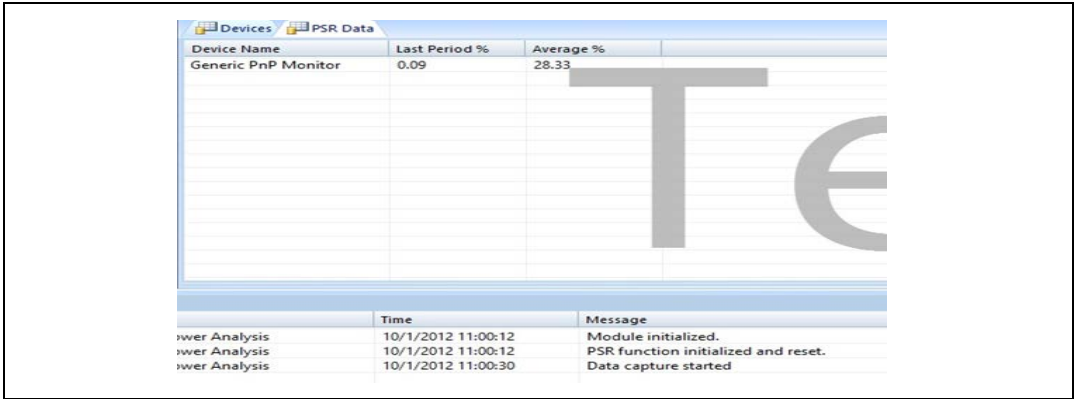 Devices PSR Data
Device Name Last Period % Average %
Generic PnP Monitor 0.09 28.33
Te
Time Message
ower Analysis 10/1/2012 11:00:12 Module initialized.
ower Analysis 10/1/2012 11:00:12 PSR function initialized and reset.
ower Analysis 10/1/2012 11:00:30 Data capture started